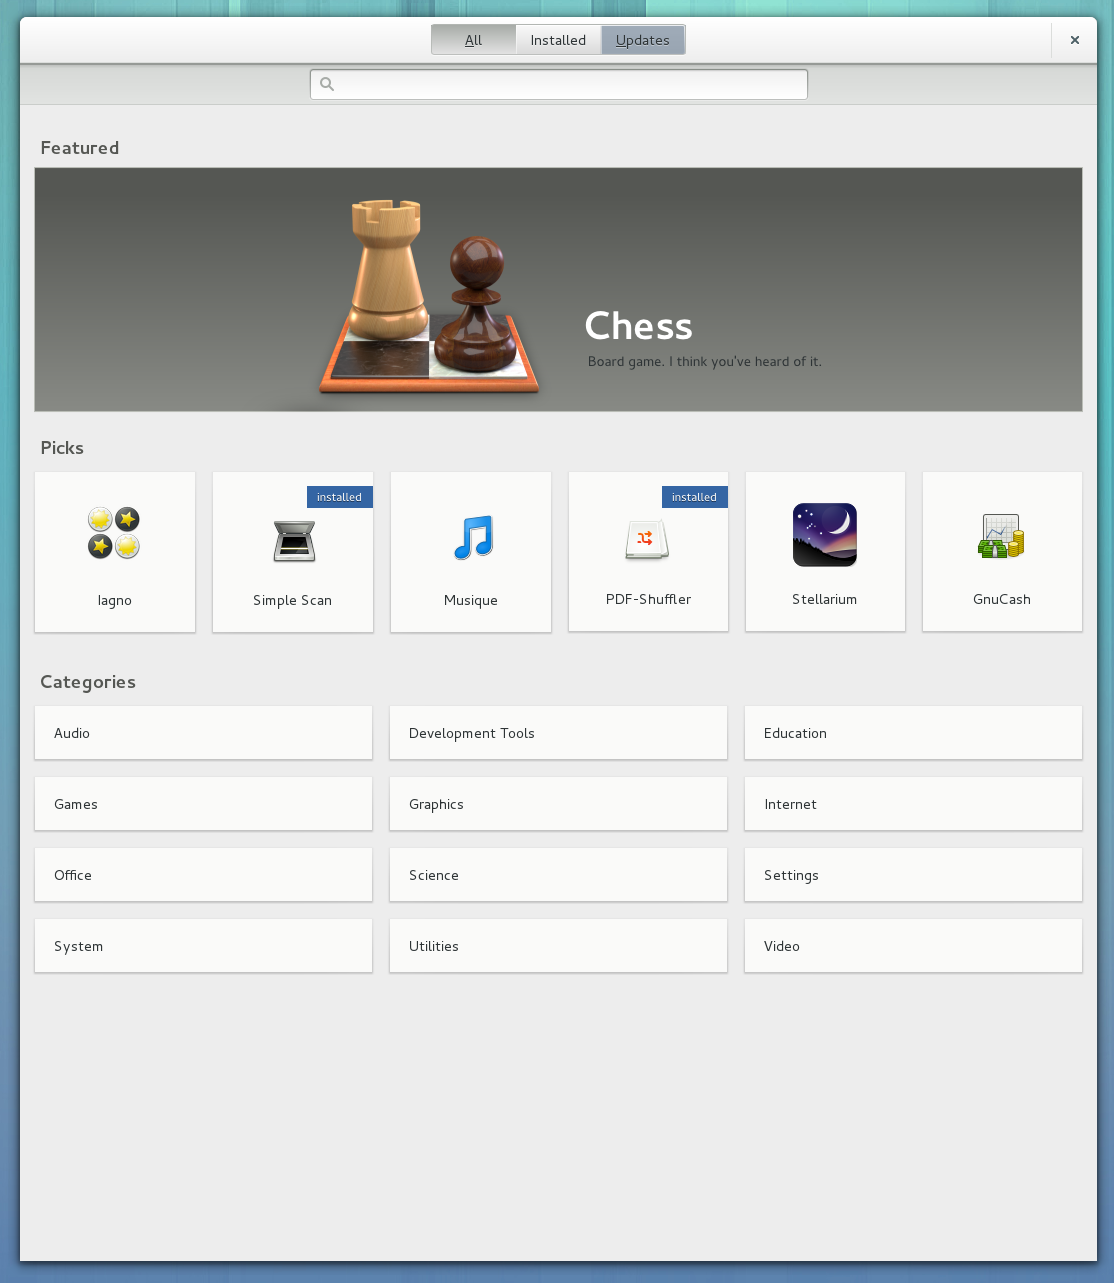 All Installed Updates
Featured
Chess
Board game. I think you've heard of it.
Picks
installed installed
Iagno Simple Scan Musique PDF-Shuffler Stellarium GnuCash
Categories
Audio Development Tools Education
Games Graphics Internet
Office Science Settings
System Utilities Video